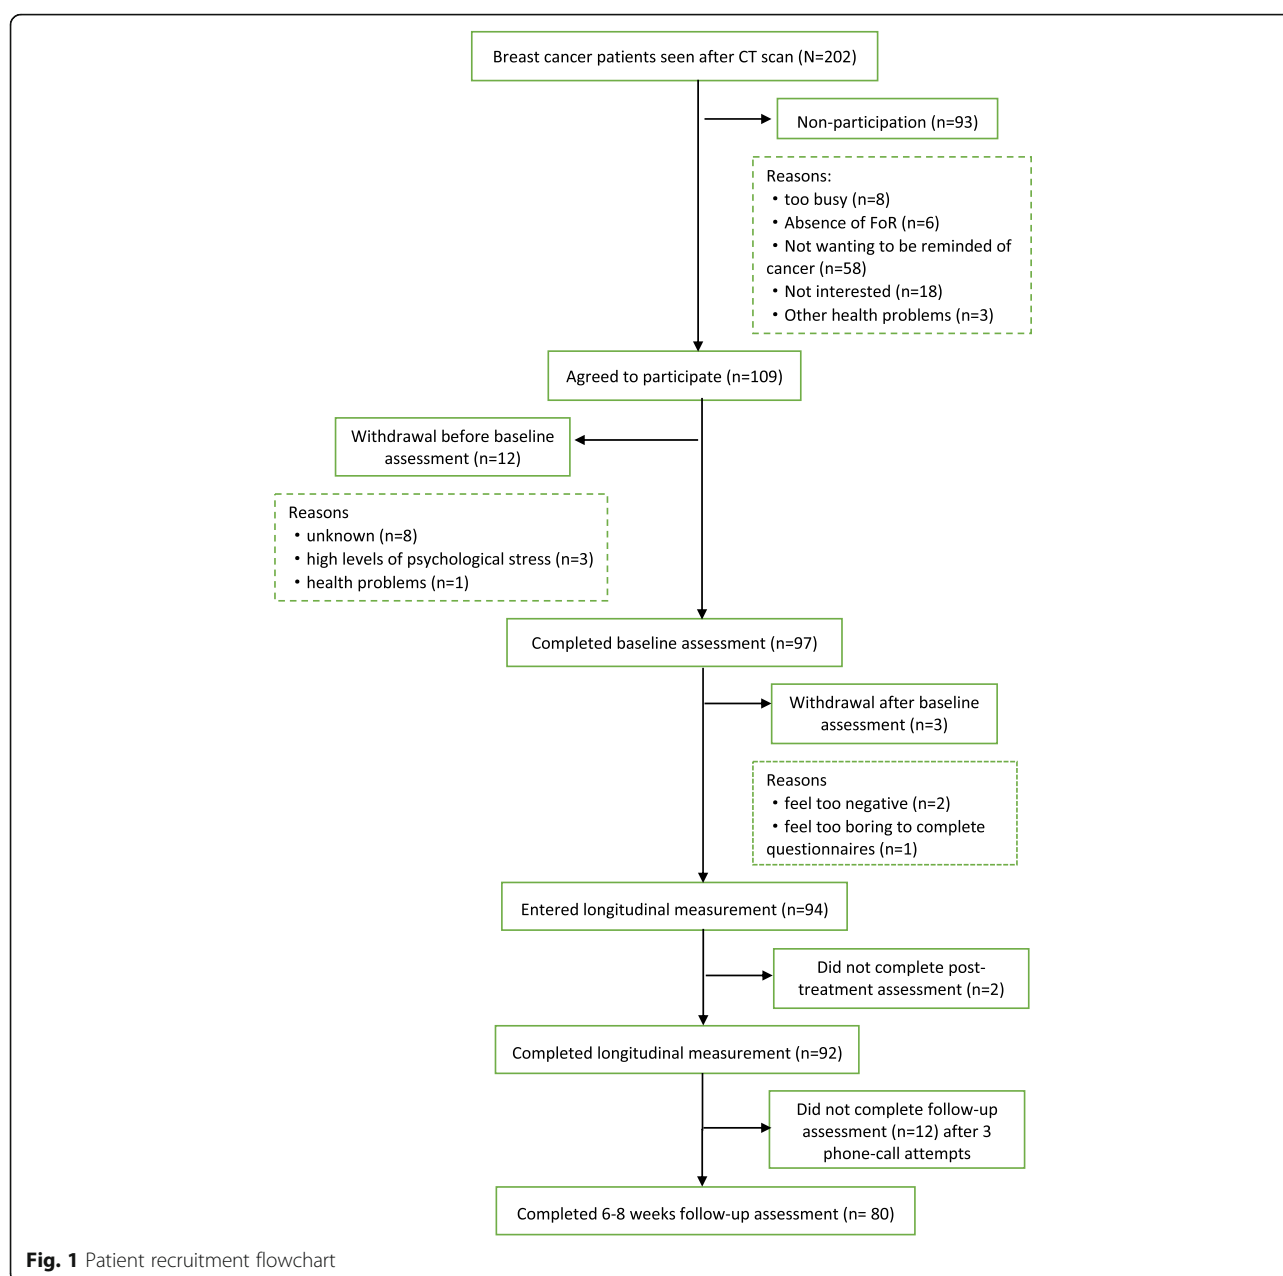 Breast cancer patients seen after CT scan (N=202)
Non-participation (n=93)
Reasons:
• too busy (n=8)
• Absence of FoR (n=6)
• Not wanting to be reminded of
cancer (n=58)
• Not interested (n=18)
• Other health problems (n=3)
Agreed to participate (n=109)
Withdrawal before baseline
assessment (n=12)
Reasons
• unknown (n=8)
• high levels of psychological stress (n=3)
• health problems (n=1)
Completed baseline assessment (n=97)
Withdrawal after baseline
assessment (n=3)
Reasons
• feel too negative (n=2)
• feel too boring to complete
questionnaires (n=1)
Entered longitudinal measurement (n=94)
Did not complete post-
treatment assessment (n=2)
Completed longitudinal measurement (n=92)
Did not complete follow-up
assessment (n=12) after 3
phone-call attempts
Completed 6-8 weeks follow-up assessment (n= 80)
Fig. 1 Patient recruitment flowchart